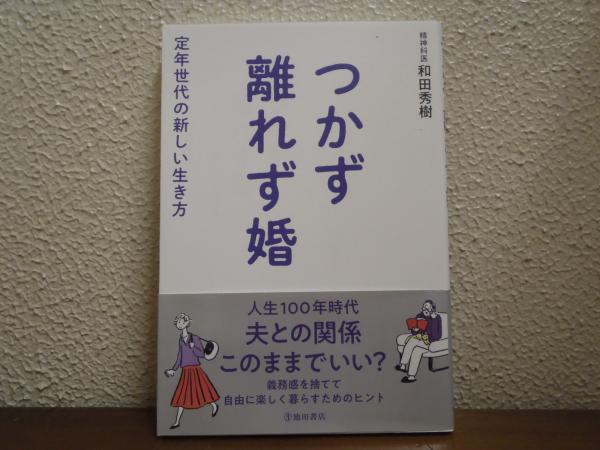 精神科医 和田秀樹
つかず
離れず婚
定年世代の新しい生き方
人生100年時代
夫との関係
このままでいい?
義務感を捨てて
自由に楽しく暮らすためのヒント
池田書店